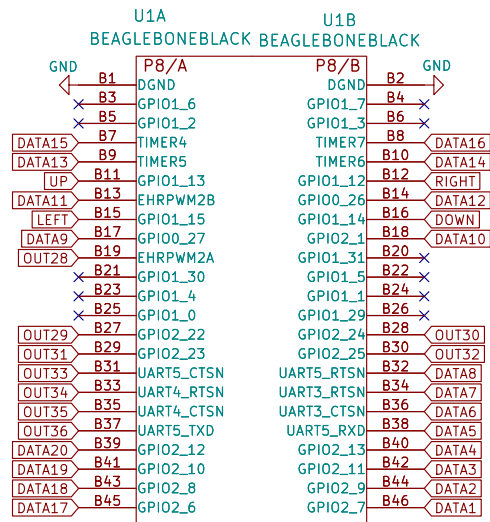 U1A U1B
BEAGLEBONEBLACK BEAGLEBONEBLACK
P8/A P8/B
GND B1 DGND DGND B2 GND
B3 GPIO1_6 GPIO1_7 B4
B5 GPIO1_2 GPIO1_3 B6
DATA15 B7 TIMER4 TIMER7 B8 DATA16
DATA13 B9 TIMER5 TIMER6 B10 DATA14
UP B11 GPIO1_13 GPIO1_12 B12 RIGHT
DATA11 B13 EHRPWM2B GPIO0_26 B14 DATA12
LEFT B15 GPIO1_15 GPIO1_14 B16 DOWN
DATA9 B17 GPIO0_27 GPIO2_1 B18 DATA10
OUT28 B19 EHRPWM2A GPIO1_31 B20
B21 GPIO1_30 GPIO1_5 B22
B23 GPIO1_4 GPIO1_1 B24
B25 GPIO1_0 GPIO1_29 B26
OUT29 B27 GPIO2_22 GPIO2_24 B28 OUT30
OUT31 B29 GPIO2_23 GPIO2_25 B30 OUT32
OUT33 B31 UART5_CTSN UART5_RTSN B32 DATA8
OUT34 B33 UART4_RTSN UART3_RTSN B34 DATA7
OUT35 B35 UART4_CTSN UART3_CTSN B36 DATA6
OUT36 B37 UART5_TXD UART5_RXD B38 DATA5
DATA20 B39 GPIO2_12 GPIO2_13 B40 DATA4
DATA19 B41 GPIO2_10 GPIO2_11 B42 DATA3
DATA18 B43 GPIO2_8 GPIO2_9 B44 DATA2
DATA17 B45 GPIO2_6 GPIO2_7 B46 DATA1